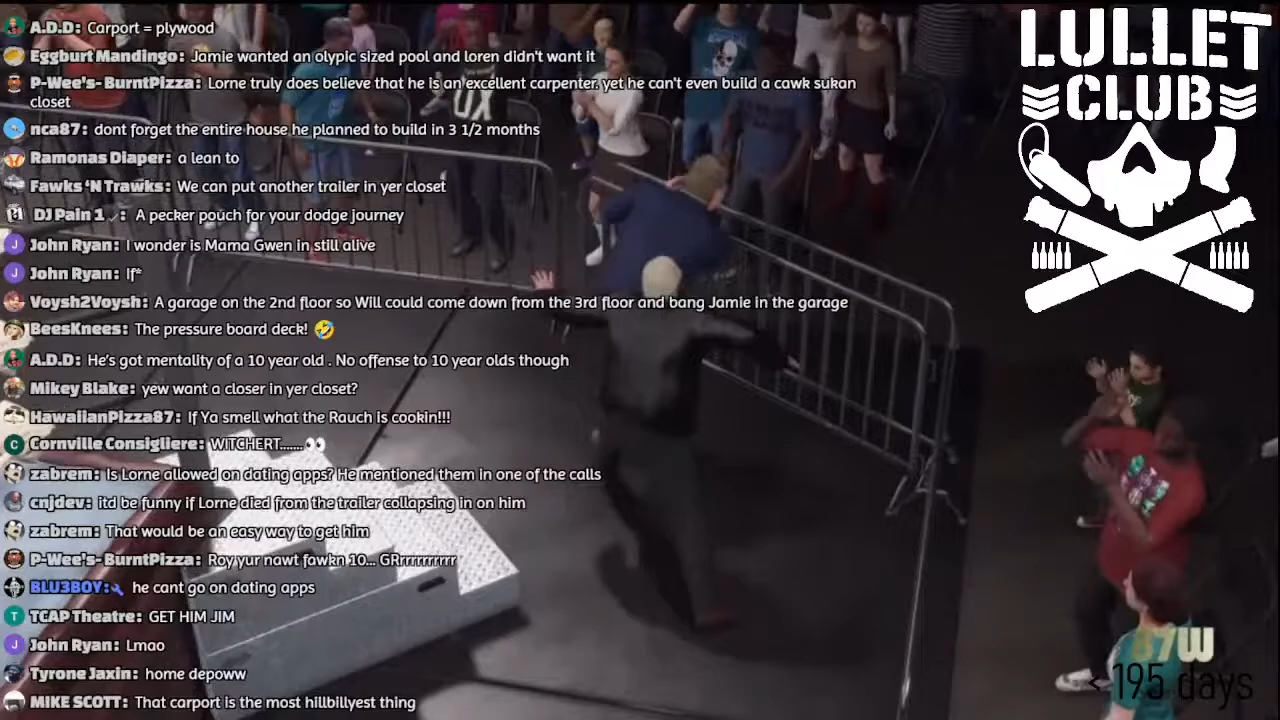 A.D.D: Carport = plywood
Eggburt Mandingo: Jamie wanted an olypic sized pool and loren didn't want it
P-Wee's-BurntPizza: Lorne truly does believe that he is an excellent carpenter. yet he can't even build a cawk sukan
closet
nca87: dont forget the entire house he planned to build in 3 1/2 months
Ramonas Diaper: a lean to
Fawks 'N Trawks: We can put another trailer in yer closet
DJ Pain 1 ✓: A pecker pouch for your dodge journey
John Ryan: I wonder is Mama Gwen in still alive
John Ryan: If*
Voysh2Voysh: A garage on the 2nd floor so Will could come down from the 3rd floor and bang Jamie in the garage
BeesKnees: The pressure board deck! 🤣
A.D.D: He's got mentality of a 10 year old . No offense to 10 year olds though
Mikey Blake: yew want a closer in yer closet?
HawaiianPizza87: If Ya smell what the Rauch is cookin!!!
Cornville Consigliere: WITCHERT....... 👀
zabrem: Is Lorne allowed on dating apps? He mentioned them in one of the calls
cnjdev: itd be funny if Lorne died from the trailer collapsing in on him
zabrem: That would be an easy way to get him
P-Wee's-BurntPizza: Roy yur nawt fawkn 10... GRrrrrrrrrr
BLU3BOY:🔧 he cant go on dating apps
TCAP Theatre: GET HIM JIM
John Ryan: Lmao
Tyrone Jaxin: home depoww
MIKE SCOTT: That carport is the most hillbillyest thing
LULLET
CLUB
87W
< 195 days